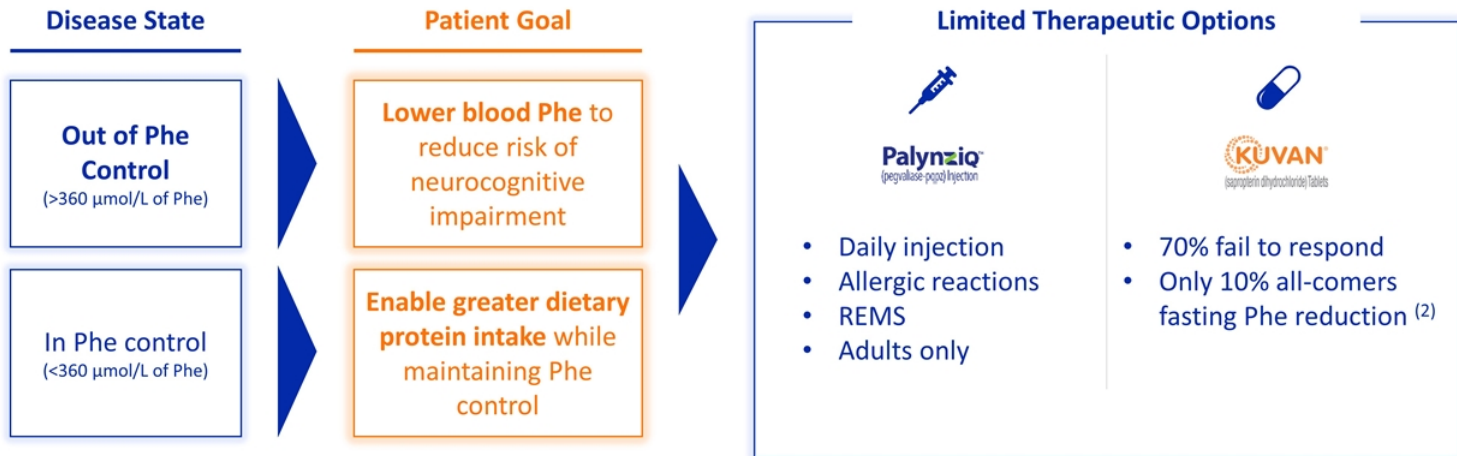 Disease State
Patient Goal
Limited Therapeutic Options
Out of Phe
Control
(>360 µmol/L of Phe)
Lower blood Phe to
reduce risk of
neurocognitive
impairment
In Phe control
(<360 µmol/L of Phe)
Enable greater dietary
protein intake while
maintaining Phe
control
Palynziq™
(pegvaliase-pqpz) Injection
• Daily injection
• Allergic reactions
• REMS
• Adults only
KUVAN®
(sapropterin dihydrochloride) Tablets
• 70% fail to respond
• Only 10% all-comers
fasting Phe reduction (2)